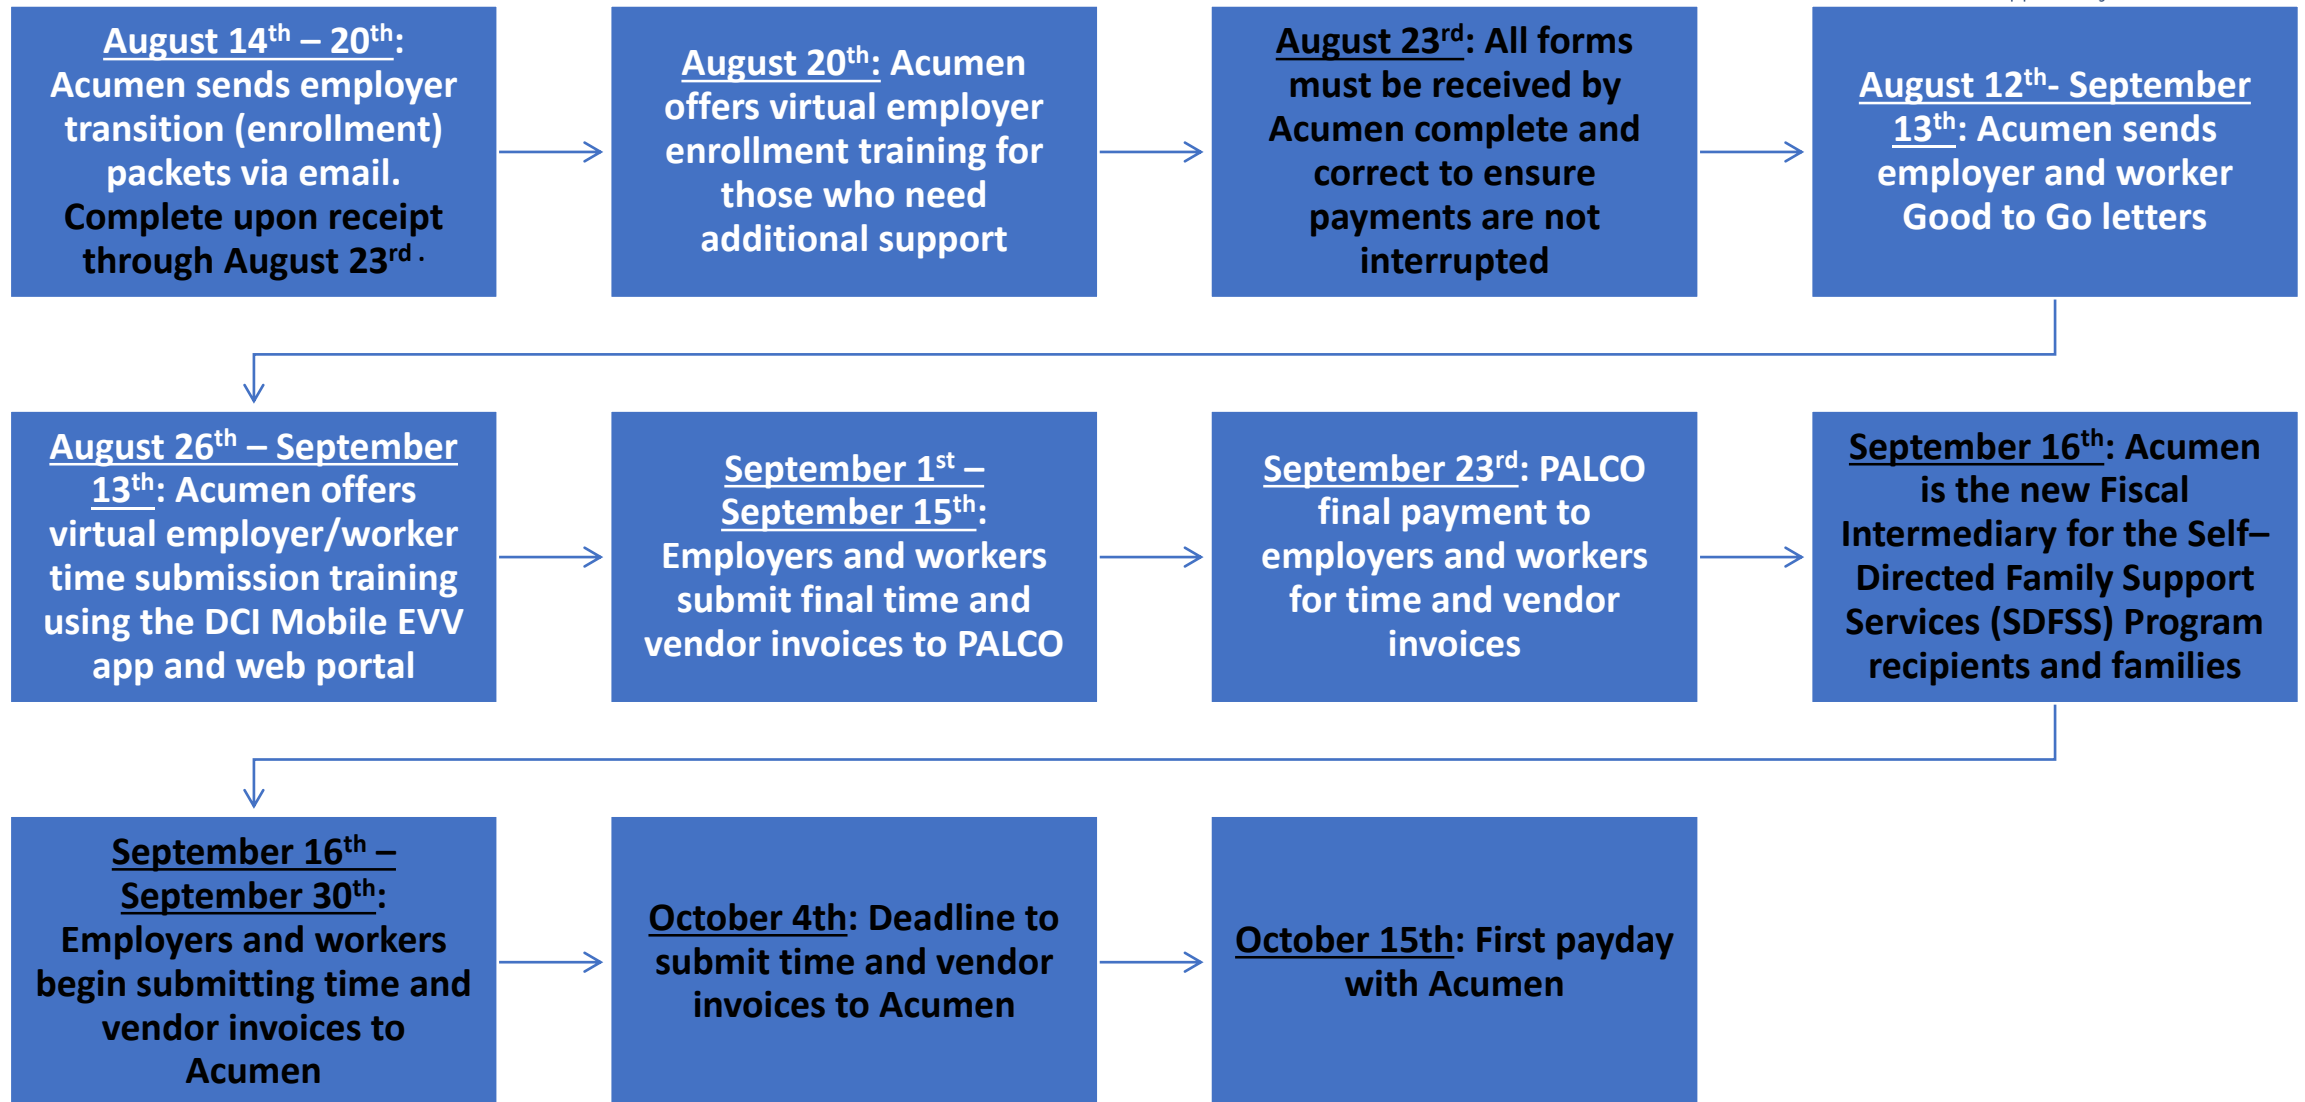 August 14th – 20th:
Acumen sends employer
transition (enrollment)
packets via email.
Complete upon receipt
through August 23rd .
August 20th: Acumen
offers virtual employer
enrollment training for
those who need
additional support
August 23rd: All forms
must be received by
Acumen complete and
correct to ensure
payments are not
interrupted
August 12th- September
13th: Acumen sends
employer and worker
Good to Go letters
August 26th – September
13th: Acumen offers
virtual employer/worker
time submission training
using the DCI Mobile EVV
app and web portal
September 1st –
September 15th:
Employers and workers
submit final time and
vendor invoices to PALCO
September 23rd: PALCO
final payment to
employers and workers
for time and vendor
invoices
September 16th: Acumen
is the new Fiscal
Intermediary for the Self–
Directed Family Support
Services (SDFSS) Program
recipients and families
September 16th –
September 30th:
Employers and workers
begin submitting time and
vendor invoices to
Acumen
October 4th: Deadline to
submit time and vendor
invoices to Acumen
October 15th: First payday
with Acumen